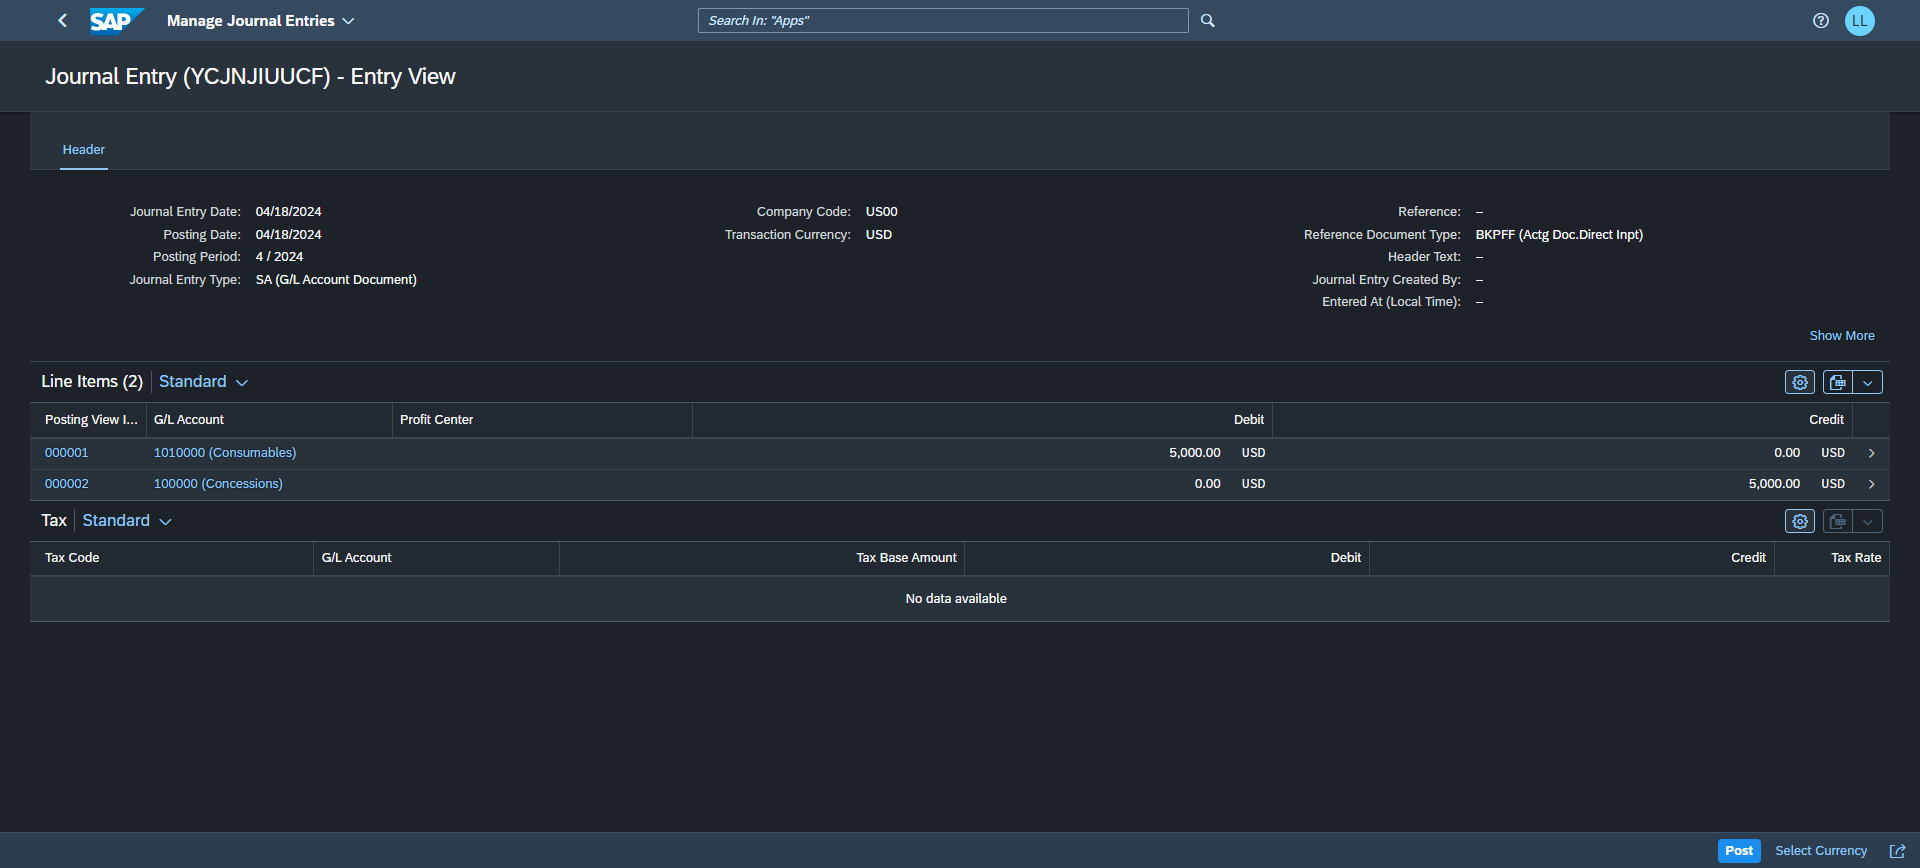 SAP Manage Journal Entries Search In: "Apps" LL
Journal Entry (YCJNJIUUCF) - Entry View
Header
Journal Entry Date: 04/18/2024 Company Code: US00 Reference: –
Posting Date: 04/18/2024 Transaction Currency: USD Reference Document Type: BKPFF (Actg Doc.Direct Inpt)
Posting Period: 4 / 2024 Header Text: –
Journal Entry Type: SA (G/L Account Document) Journal Entry Created By: –
Entered At (Local Time): –
Show More
Line Items (2) Standard
Posting View I... G/L Account Profit Center Debit Credit
000001 1010000 (Consumables) 5,000.00 USD 0.00 USD
000002 100000 (Concessions) 0.00 USD 5,000.00 USD
Tax Standard
Tax Code G/L Account Tax Base Amount Debit Credit Tax Rate
No data available
Post Select Currency